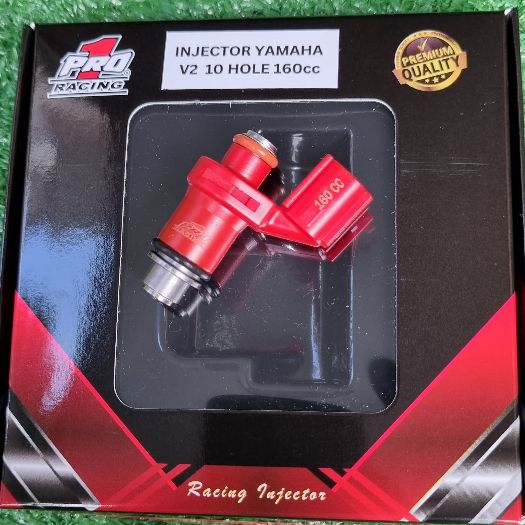 1
PRO
RACING
INJECTOR YAMAHA
V2 10 HOLE 160cc
PREMIUM
QUALITY
160 CC
Racing Injector